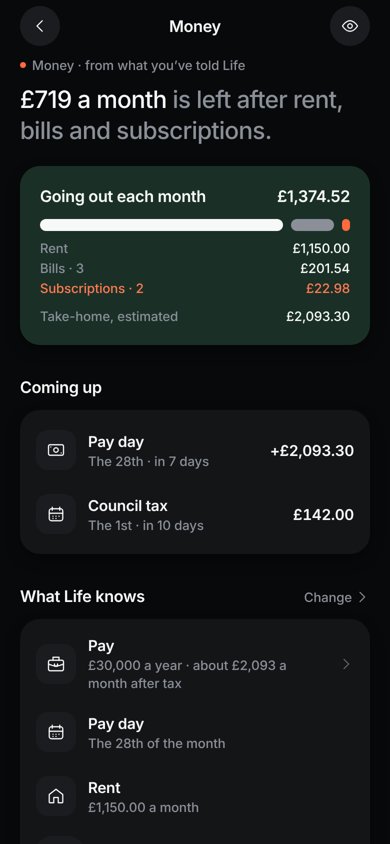 Money
Money · from what you’ve told Life
£719 a month is left after rent,
bills and subscriptions.
Going out each month £1,374.52
Rent £1,150.00
Bills · 3 £201.54
Subscriptions · 2 £22.98
Take-home, estimated £2,093.30
Coming up
Pay day +£2,093.30
The 28th · in 7 days
Council tax £142.00
The 1st · in 10 days
What Life knows Change
Pay
£30,000 a year · about £2,093 a
month after tax
Pay day
The 28th of the month
Rent
£1,150.00 a month